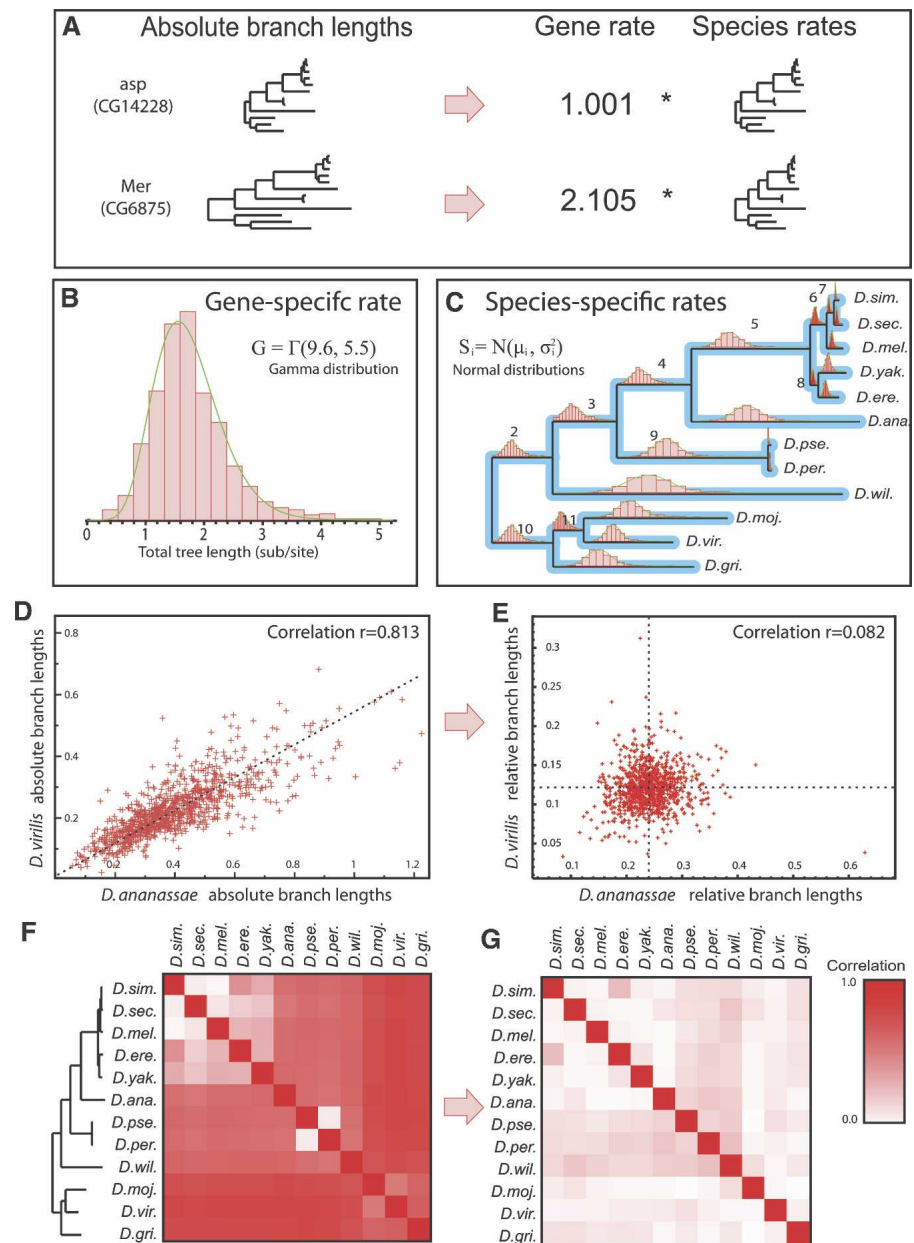 A
Absolute branch lengths
Gene rate
Species rates
asp
(CG14228)
1.001 *
Mer
(CG6875)
2.105 *
B
Gene-specifc rate
G = Γ(9.6, 5.5)
Gamma distribution
0 1 2 3 4 5
Total tree length (sub/site)
C
Species-specific rates
Si= N(μi, σi2)
Normal distributions
2
3
4
5
6
7
8
9
10
11
D.sim.
D.sec.
D.mel.
D.yak.
D.ere.
D.ana.
D.pse.
D.per.
D.wil.
D.moj.
D.vir.
D.gri.
D
Correlation r=0.813
D.virilis absolute branch lengths
0.8
0.6
0.4
0.2
0.2 0.4 0.6 0.8 1 1.2
D.ananassae absolute branch lengths
E
Correlation r=0.082
D.virilis relative branch lengths
0.3
0.25
0.2
0.15
0.1
0.05
0.1 0.2 0.3 0.4 0.5 0.6
D.ananassae relative branch lengths
F
D.sim. D.sec. D.mel. D.ere. D.yak. D.ana. D.pse. D.per. D.wil. D.moj. D.vir. D.gri.
D.sim.
D.sec.
D.mel.
D.ere.
D.yak.
D.ana.
D.pse.
D.per.
D.wil.
D.moj.
D.vir.
D.gri.
G
D.sim. D.sec. D.mel. D.ere. D.yak. D.ana. D.pse. D.per. D.wil. D.moj. D.vir. D.gri.
D.sim.
D.sec.
D.mel.
D.ere.
D.yak.
D.ana.
D.pse.
D.per.
D.wil.
D.moj.
D.vir.
D.gri.
Correlation
1.0
0.0